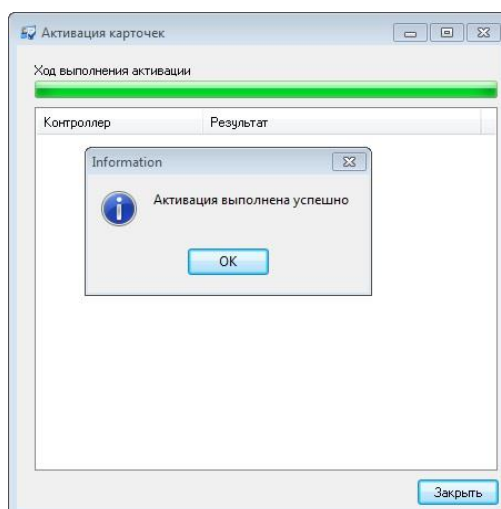 Активация карточек
Ход выполнения активации
Контроллер Результат
Information
Активация выполнена успешно
OK
Закрыть